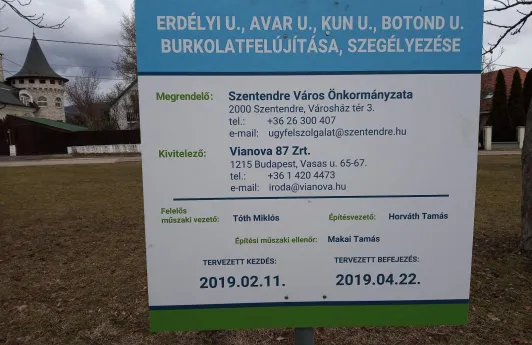 ERDÉLYI U., AVAR U., KUN U., BOTOND U.
BURKOLATFELÚJÍTÁSA, SZEGÉLYEZÉSE
Megrendelő: Szentendre Város Önkormányzata
2000 Szentendre, Városház tér 3.
tel.: +36 26 300 407
e-mail: ugyfelszolgalat@szentendre.hu
Kivitelező: Vianova 87 Zrt.
1215 Budapest, Vasas u. 65-67.
tel.: +36 1 420 4473
e-mail: iroda@vianova.hu
Felelős
műszaki vezető: Tóth Miklós Építésvezető: Horváth Tamás
Építési műszaki ellenőr: Makai Tamás
TERVEZETT KEZDÉS: TERVEZETT BEFEJEZÉS:
2019.02.11. 2019.04.22.